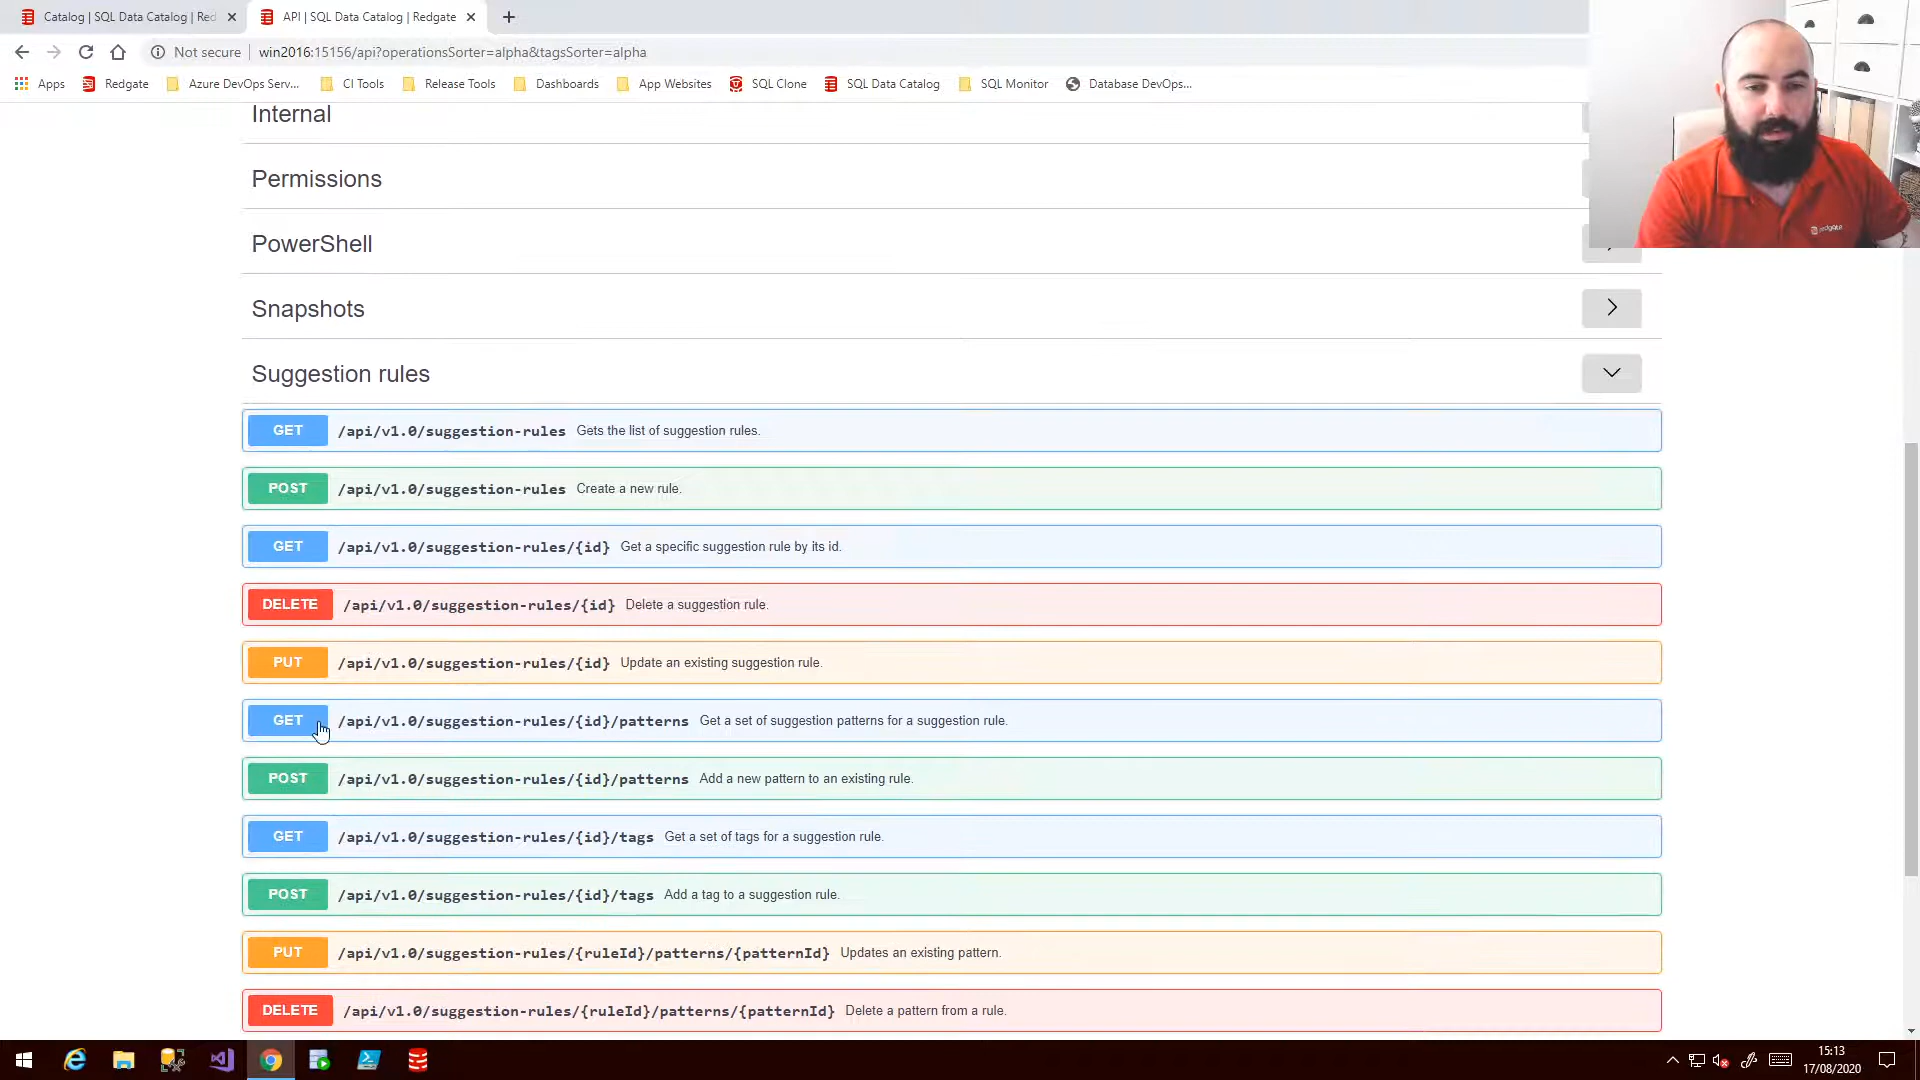 Catalog | SQL Data Catalog | Red
API | SQL Data Catalog | Redgate
Not secure
win2016:15156/api?operationsSorter=alpha&tagsSorter=alpha
Apps
Redgate
Azure DevOps Serv...
CI Tools
Release Tools
Dashboards
App Websites
SQL Clone
SQL Data Catalog
SQL Monitor
Database DevOps...
Internal
Permissions
PowerShell
Snapshots
Suggestion rules
GET /api/v1.0/suggestion-rules Gets the list of suggestion rules.
POST /api/v1.0/suggestion-rules Create a new rule.
GET /api/v1.0/suggestion-rules/{id} Get a specific suggestion rule by its id.
DELETE /api/v1.0/suggestion-rules/{id} Delete a suggestion rule.
PUT /api/v1.0/suggestion-rules/{id} Update an existing suggestion rule.
GET /api/v1.0/suggestion-rules/{id}/patterns Get a set of suggestion patterns for a suggestion rule.
POST /api/v1.0/suggestion-rules/{id}/patterns Add a new pattern to an existing rule.
GET /api/v1.0/suggestion-rules/{id}/tags Get a set of tags for a suggestion rule.
POST /api/v1.0/suggestion-rules/{id}/tags Add a tag to a suggestion rule.
PUT /api/v1.0/suggestion-rules/{ruleId}/patterns/{patternId} Updates an existing pattern.
DELETE /api/v1.0/suggestion-rules/{ruleId}/patterns/{patternId} Delete a pattern from a rule.
redgate
15:13
17/08/2020